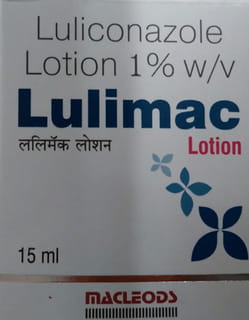 Luliconazole
Lotion 1% w/v
Lulimac
ललिमॅक लोशन
Lotion
15 ml
MACLEODS